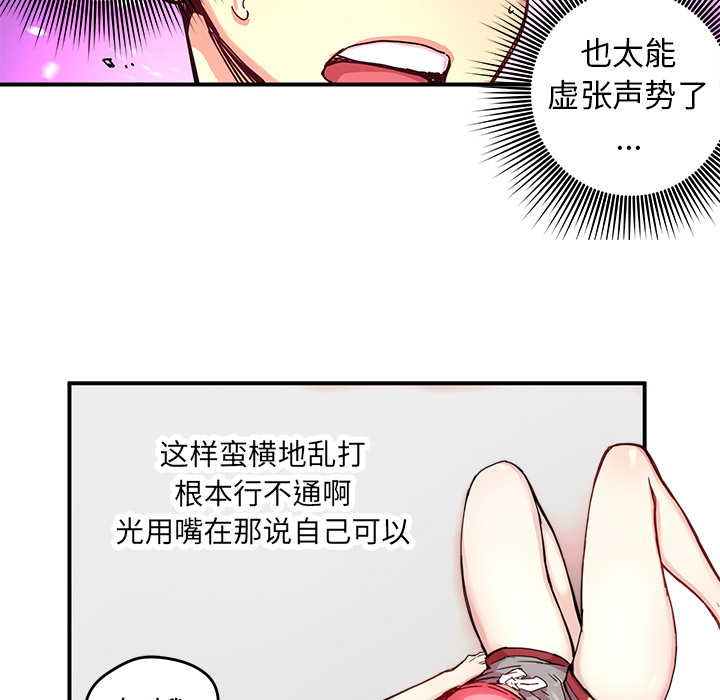 也太能
虚张声势了
...
这样蛮横地乱打
根本行不通啊
光用嘴在那说自己可以